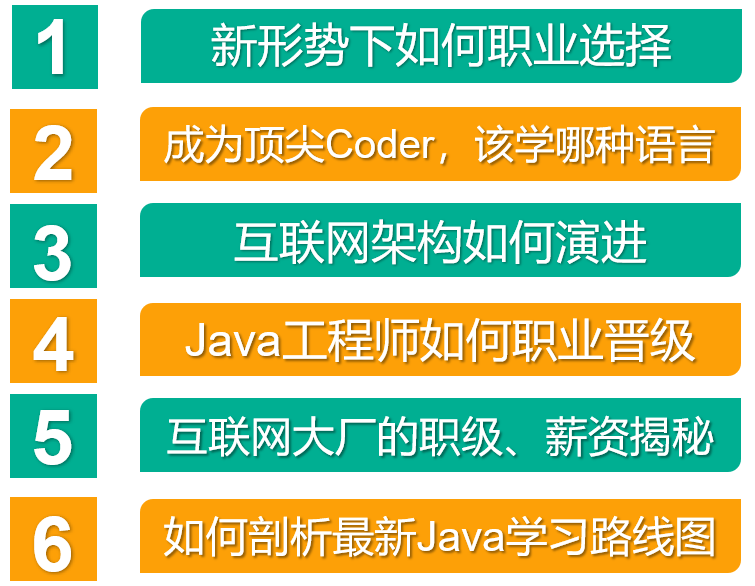 1 新形势下如何职业选择
2 成为顶尖Coder，该学哪种语言
3 互联网架构如何演进
4 Java工程师如何职业晋级
5 互联网大厂的职级、薪资揭秘
6 如何剖析最新Java学习路线图